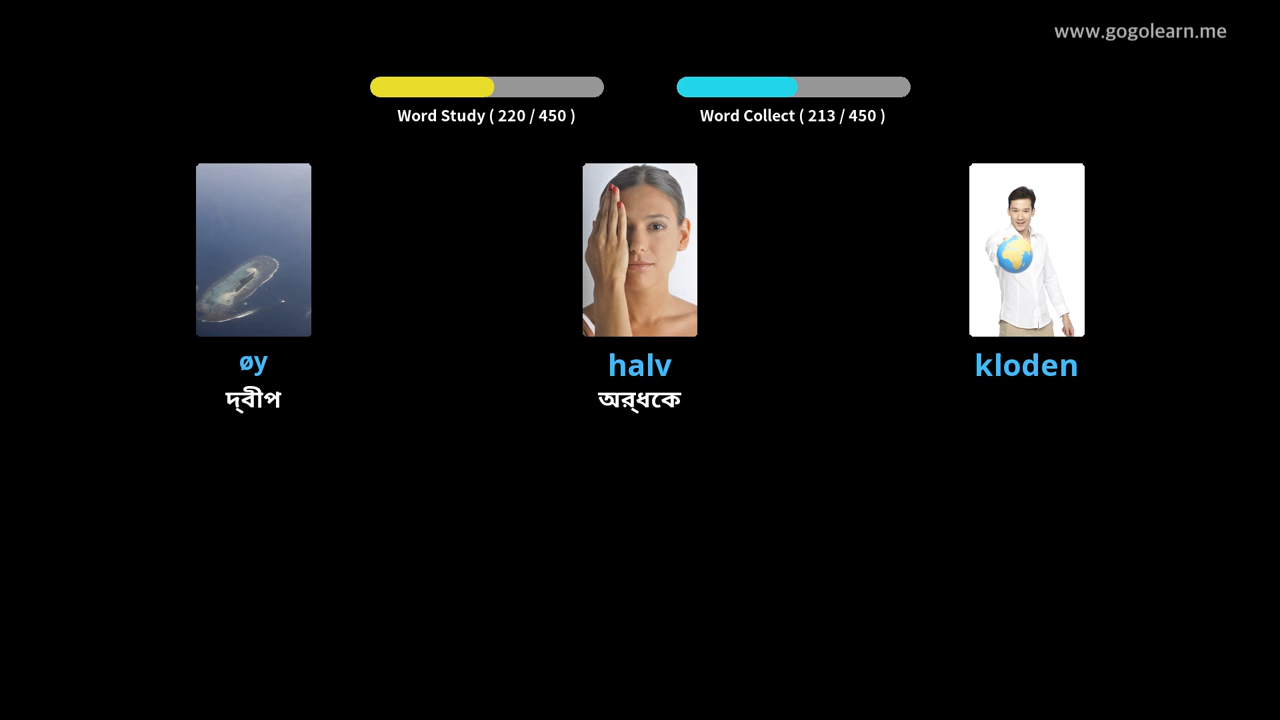 www.gogolearn.me
Word Study ( 220 / 450 )
Word Collect ( 213 / 450 )
øy
halv
kloden
দ্বীপ
অর্ধকে